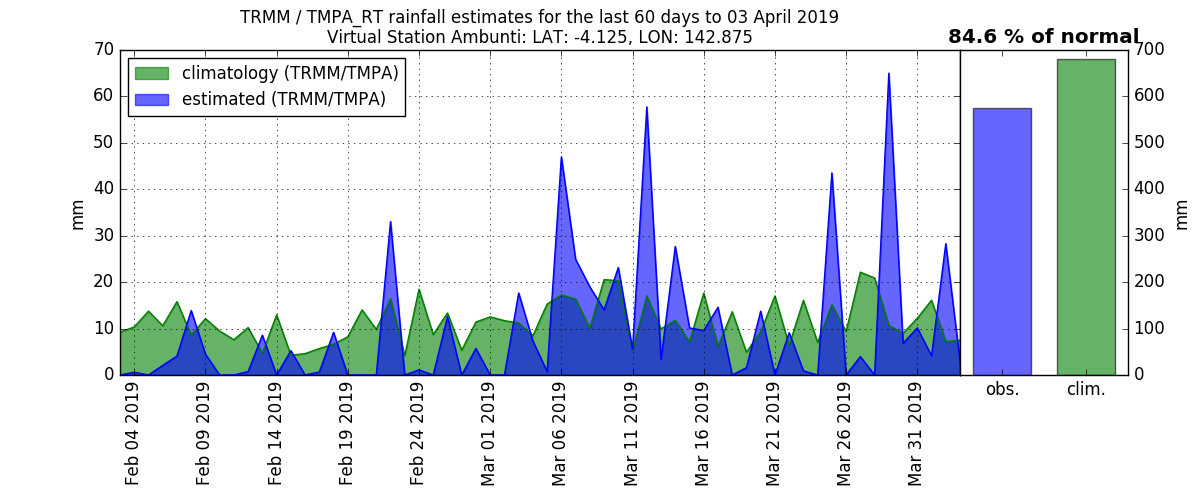 TRMM / TMPA_RT rainfall estimates for the last 60 days to 03 April 2019
Virtual Station Ambunti: LAT: -4.125, LON: 142.875
84.6 % of normal
climatology (TRMM/TMPA)
estimated (TRMM/TMPA)
70
60
50
40
30
20
10
0
mm
Feb 04 2019
Feb 09 2019
Feb 14 2019
Feb 19 2019
Feb 24 2019
Mar 01 2019
Mar 06 2019
Mar 11 2019
Mar 16 2019
Mar 21 2019
Mar 26 2019
Mar 31 2019
obs.
clim.
700
600
500
400
300
200
100
0
mm